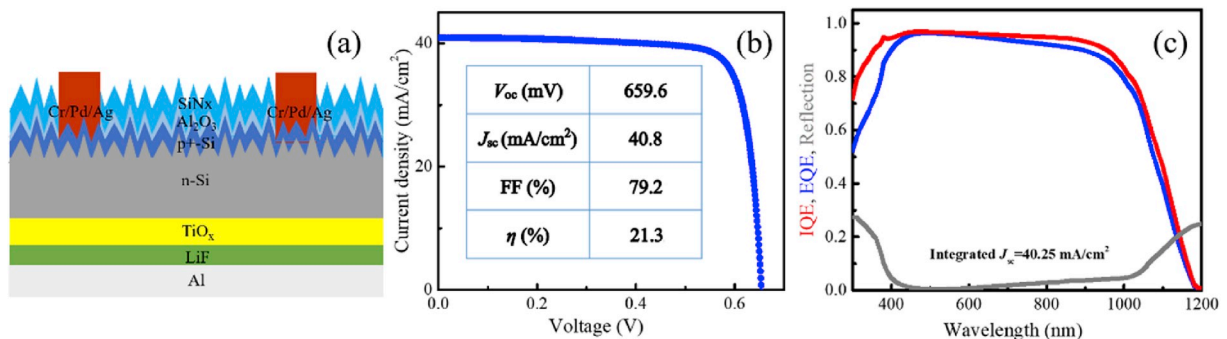 (a)
Cr/Pd/Ag
SiNx
Al₂O₃
p+-Si
Cr/Pd/Ag
n-Si
TiOₓ
LiF
Al
(b)
Current density (mA/cm²)
40
20
0
V_oc (mV) 659.6
J_sc (mA/cm²) 40.8
FF (%) 79.2
η (%) 21.3
0.0 0.2 0.4 0.6
Voltage (V)
(c)
IQE, EQE, Reflection
1.0
0.8
0.6
0.4
0.2
0.0
Integrated J_sc=40.25 mA/cm²
400 600 800 1000 1200
Wavelength (nm)